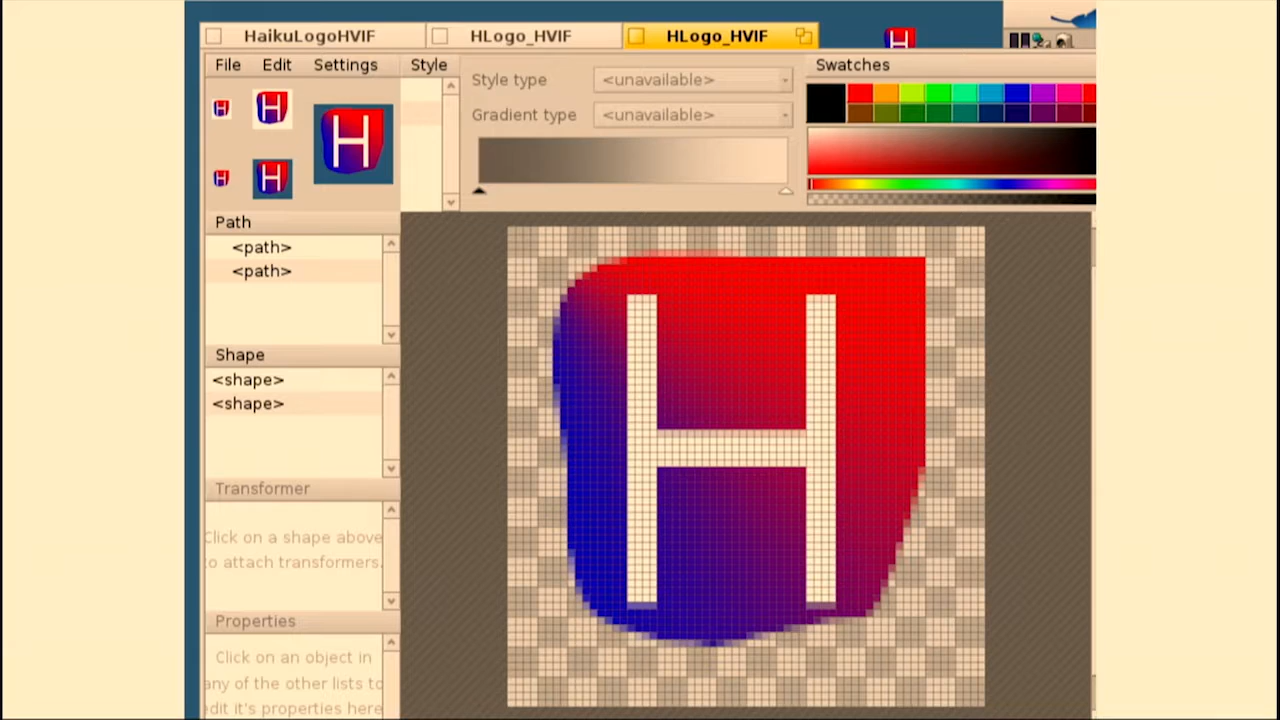 HaikuLogoHVIF
HLogo_HVIF
HLogo_HVIF
File Edit Settings Style
Style type <unavailable>
Gradient type <unavailable>
Swatches
Path
<path>
<path>
Shape
<shape>
<shape>
Transformer
Click on a shape above
to attach transformers.
Properties
Click on an object in
any of the other lists to
edit it's properties here
H